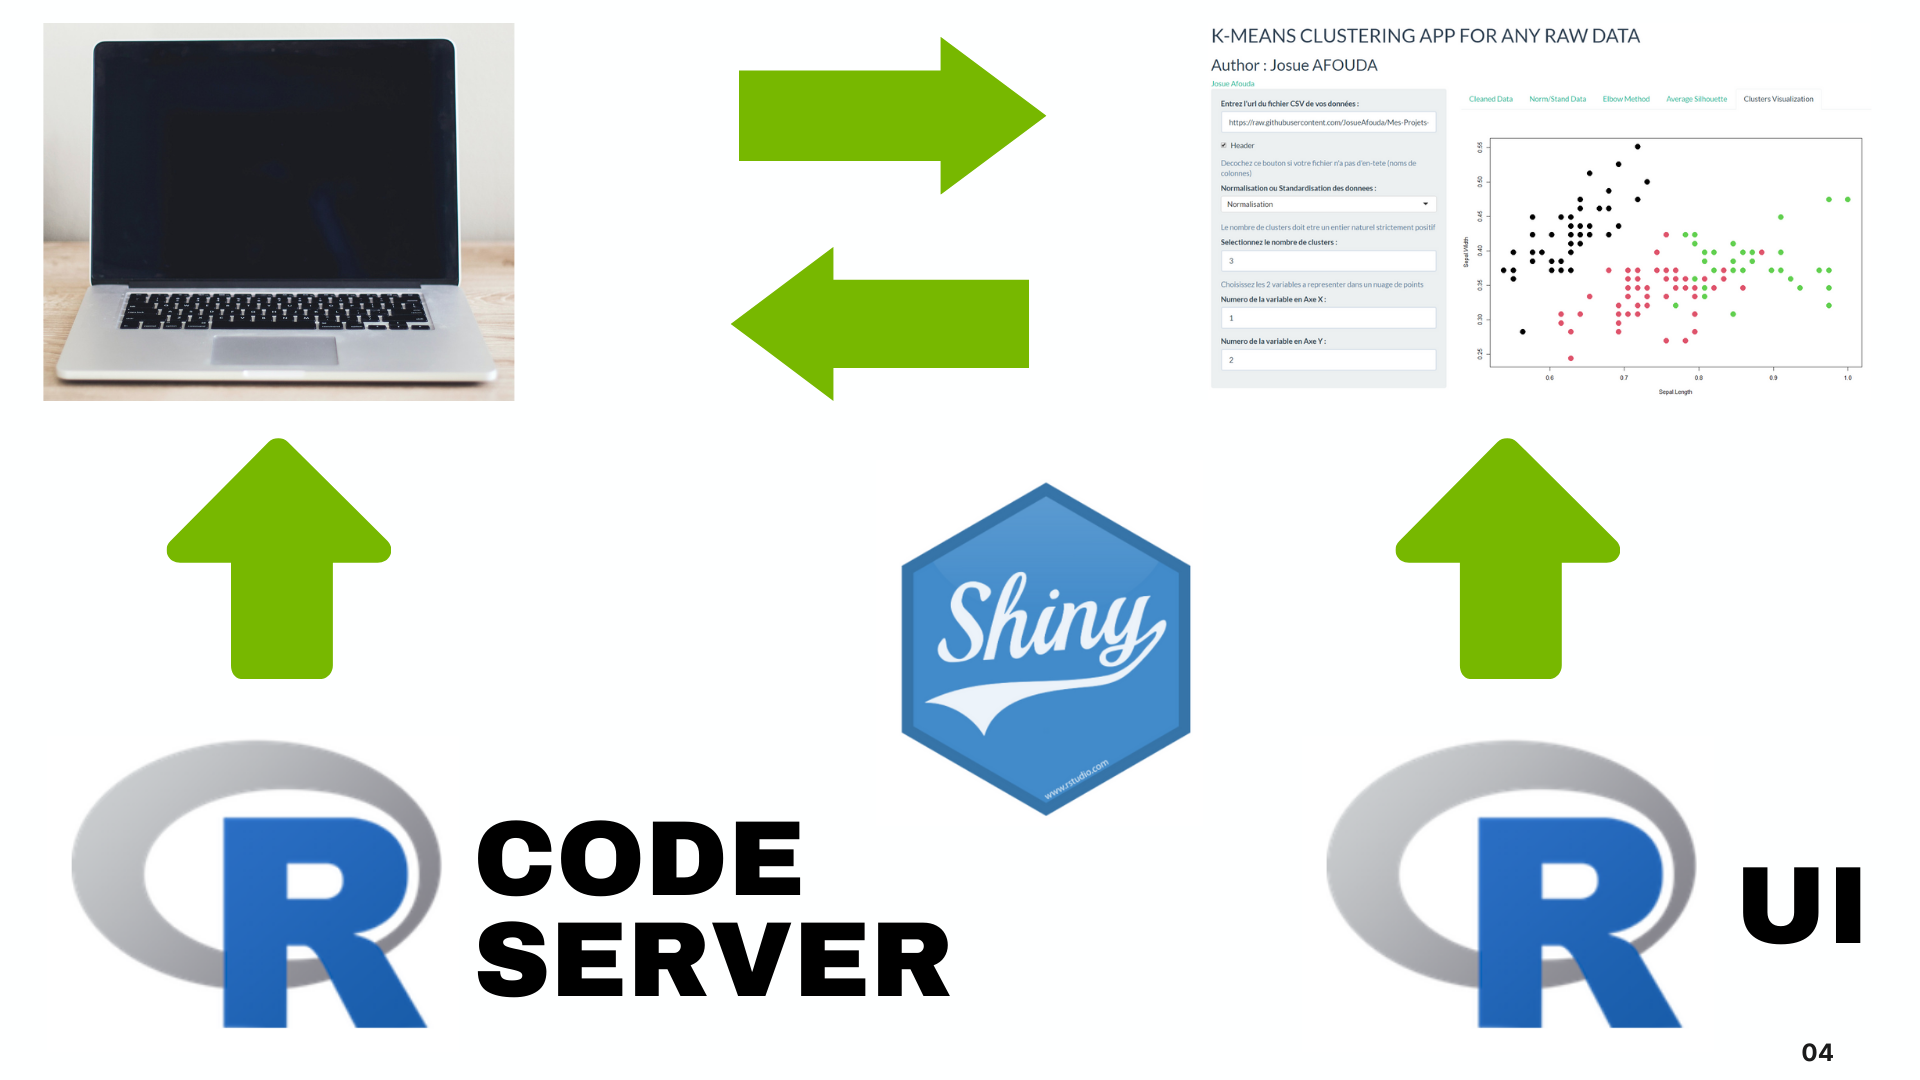 K-MEANS CLUSTERING APP FOR ANY RAW DATA
Author : Josue AFOUDA
Josue Afouda
Entrez l'url du fichier CSV de vos données :
https://raw.githubusercontent.com/JosueAfouda/Mes-Projets-
Header
Decochez ce bouton si votre fichier n'a pas d'en-tete (noms de
colonnes)
Normalisation ou Standardisation des donnees :
Normalisation
Le nombre de clusters doit etre un entier naturel strictement positif
Selectionnez le nombre de clusters :
3
Choisissez les 2 variables a representer dans un nuage de points
Numero de la variable en Axe X :
1
Numero de la variable en Axe Y :
2
Cleaned Data Norm/Stand Data Elbow Method Average Silhouette Clusters Visualization
0.55
0.50
0.45
0.40
0.35
0.30
0.25
Sepal.Width
0.6 0.7 0.8 0.9 1.0
Sepal.Length
Shiny
www.rstudio.com
R
CODE
SERVER
R
UI
04